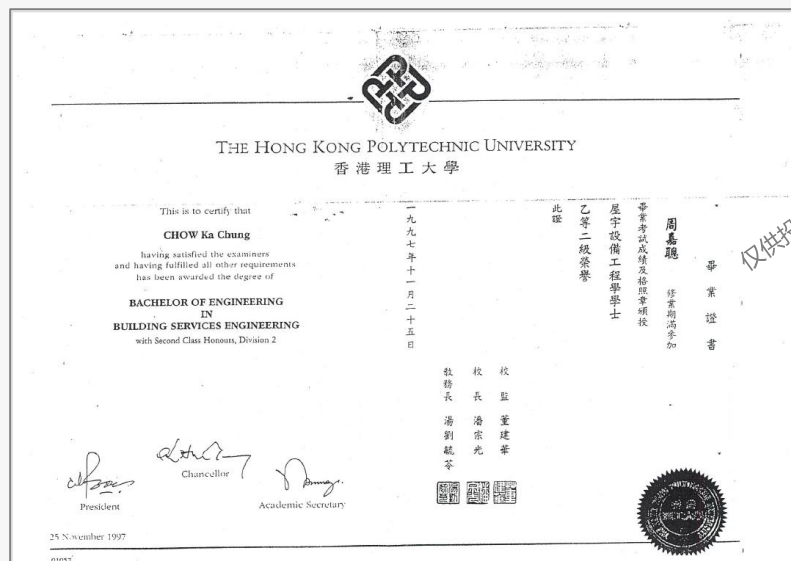 THE HONG KONG POLYTECHNIC UNIVERSITY
香港理工大學
This is to certify that
CHOW Ka Chung
having satisfied the examiners
and having fulfilled all other requirements
has been awarded the degree of
BACHELOR OF ENGINEERING
IN
BUILDING SERVICES ENGINEERING
with Second Class Honours, Division 2
畢業證書
周嘉聰 修業期滿參加
畢業考試成績及格照章頒授
屋宇設備工程學學士
乙等二級榮譽
此證
校監 董建華
校長 潘宗光
教務長 湯劉毓苓
一九九七年十一月二十五日
President
Chancellor
Academic Secretary
25 November 1997
仅供投